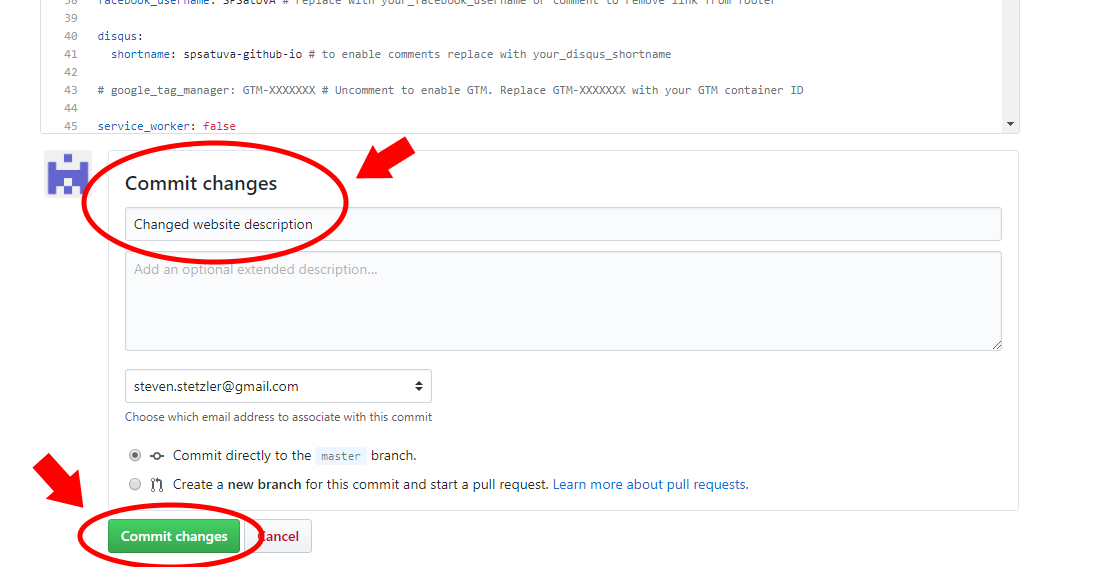 38 facebook_username: SPSatUVA # replace with your_facebook_username or comment to remove link from footer
39
40 disqus:
41 shortname: spsatuva-github-io # to enable comments replace with your_disqus_shortname
42
43 # google_tag_manager: GTM-XXXXXXX # Uncomment to enable GTM. Replace GTM-XXXXXXX with your GTM container ID
44
45 service_worker: false
Commit changes
Changed website description
Add an optional extended description...
steven.stetzler@gmail.com
Choose which email address to associate with this commit
Commit directly to the master branch.
Create a new branch for this commit and start a pull request. Learn more about pull requests.
Commit changes Cancel